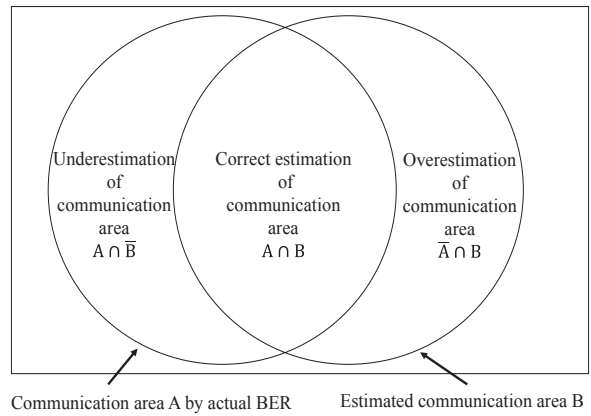 Underestimation
of
communication
area
A ∩ B̅
Correct estimation
of
communication
area
A ∩ B
Overestimation
of
communication
area
A̅ ∩ B
Communication area A by actual BER
Estimated communication area B